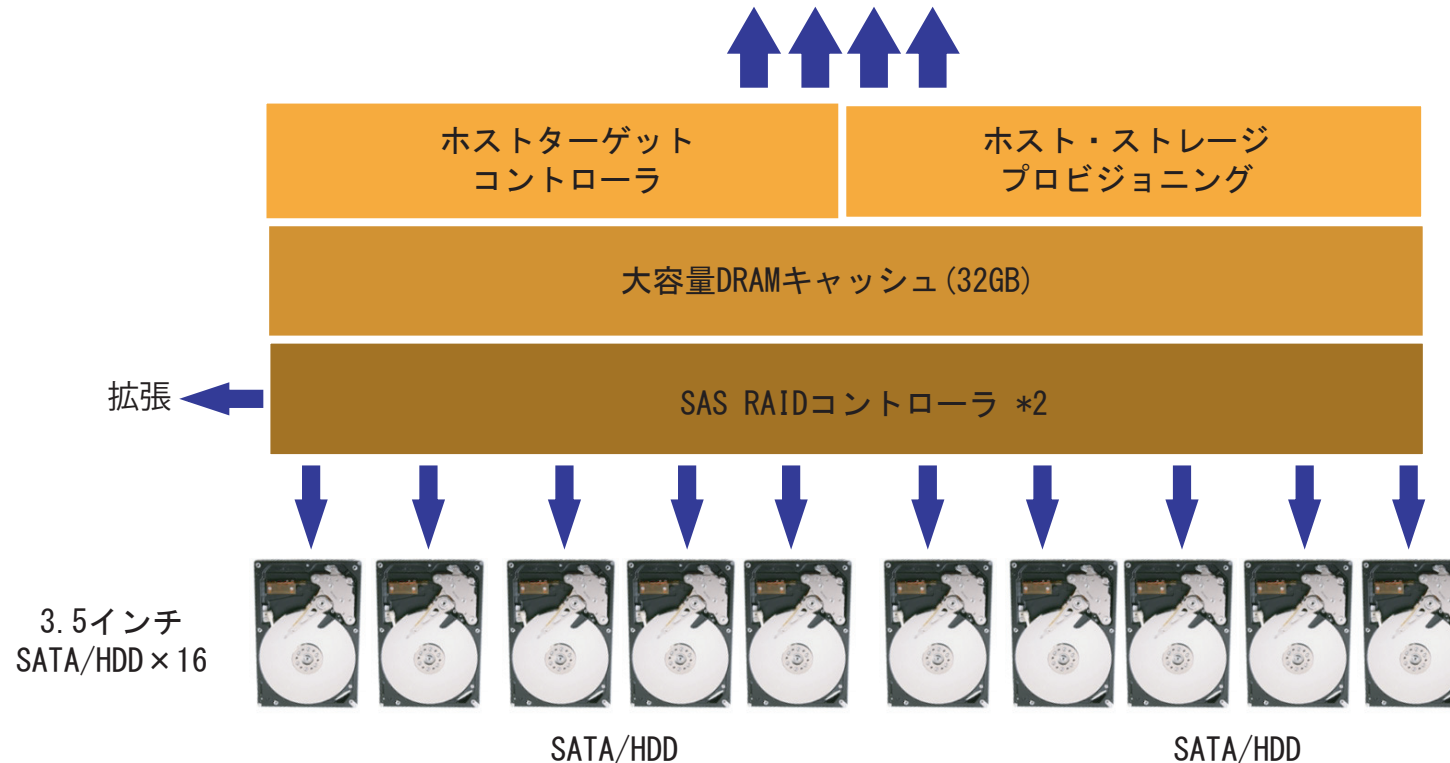 ホストターゲット
コントローラ
ホスト・ストレージ
プロビジョニング
大容量DRAMキャッシュ(32GB)
拡張
SAS RAIDコントローラ *2
3.5インチ
SATA/HDD×16
SATA/HDD
SATA/HDD